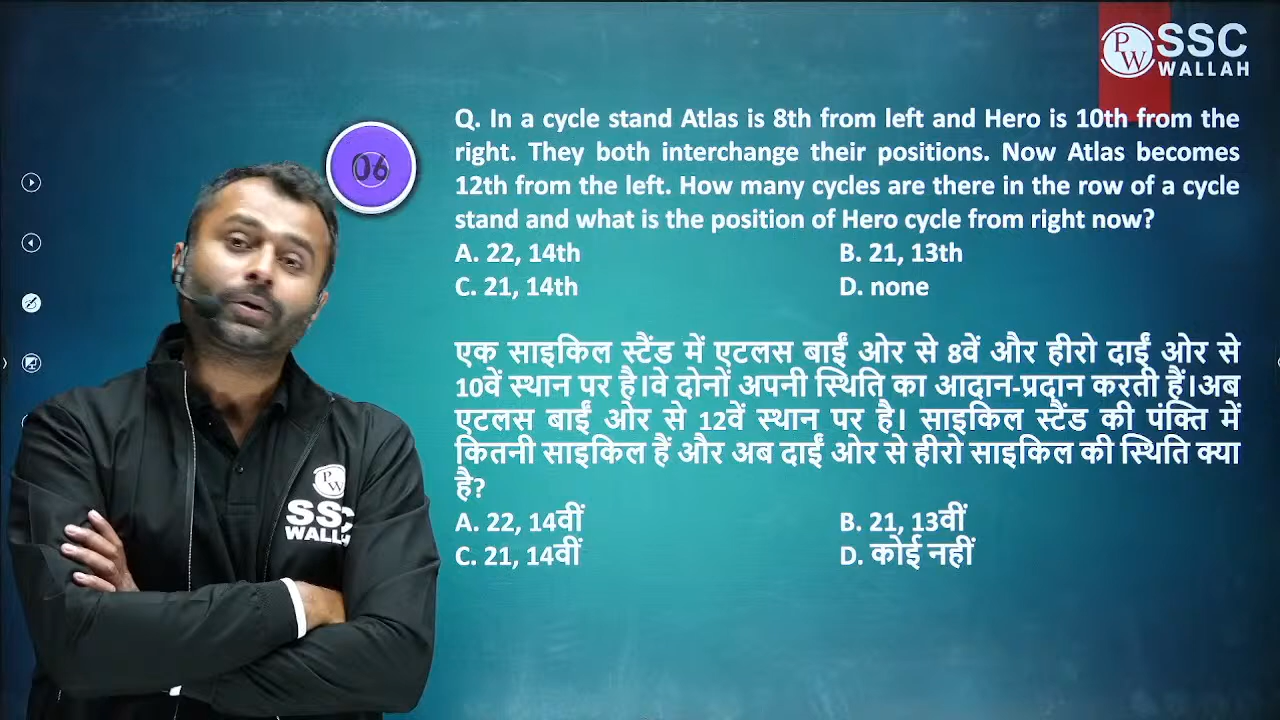 PW SSC
WALLAH
06
Q. In a cycle stand Atlas is 8th from left and Hero is 10th from the
right. They both interchange their positions. Now Atlas becomes
12th from the left. How many cycles are there in the row of a cycle
stand and what is the position of Hero cycle from right now?
A. 22, 14th B. 21, 13th
C. 21, 14th D. none
एक साइकिल स्टैंड में एटलस बाईं ओर से 8वें और हीरो दाईं ओर से
10वें स्थान पर है।वे दोनों अपनी स्थिति का आदान-प्रदान करती हैं।अब
एटलस बाईं ओर से 12वें स्थान पर है। साइकिल स्टैंड की पंक्ति में
कितनी साइकिल हैं और अब दाईं ओर से हीरो साइकिल की स्थिति क्या
है?
A. 22, 14वीं B. 21, 13वीं
C. 21, 14वीं D. कोई नहीं
PW
SSC
WALLAH